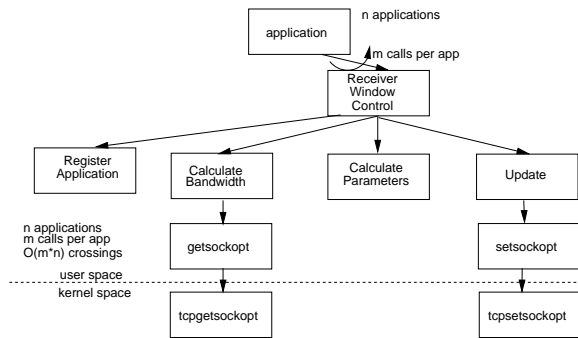 n applications
application
m calls per app
Receiver
Window
Control
Register
Application
Calculate
Bandwidth
Calculate
Parameters
Update
n applications
m calls per app
O(m*n) crossings
getsockopt
setsockopt
user space
kernel space
tcpgetsockopt
tcpsetsockopt